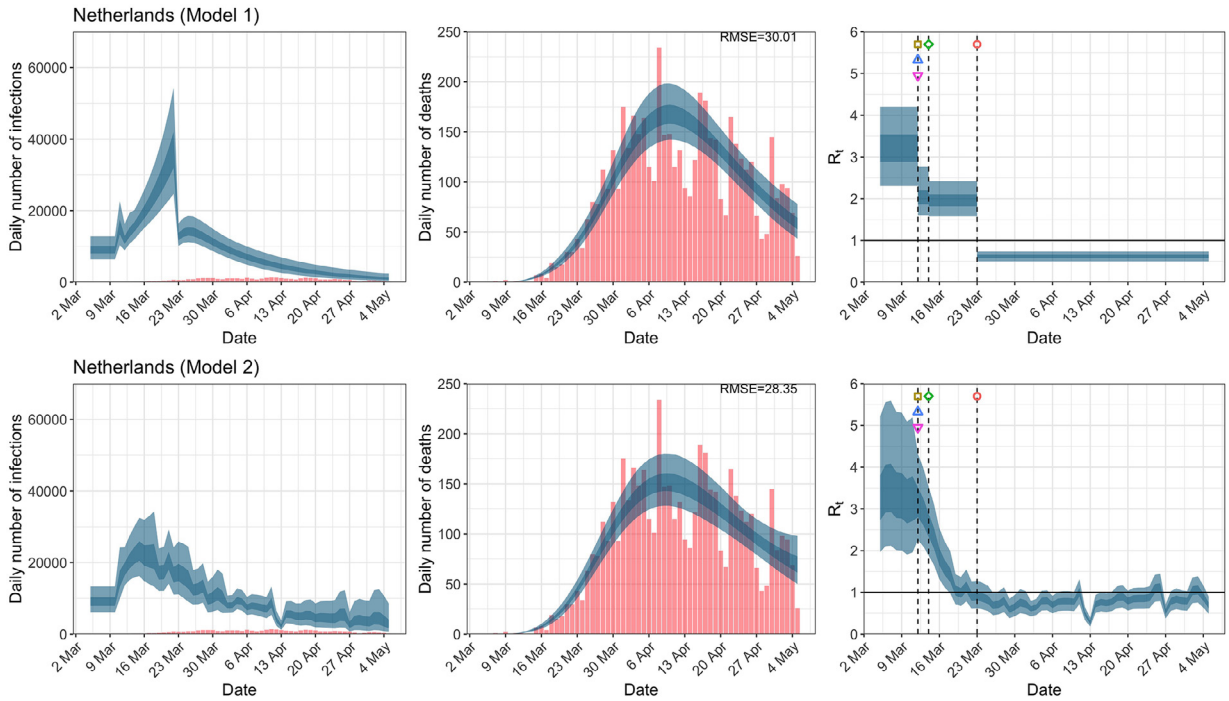 Netherlands (Model 1)
Daily number of infections
60000
40000
20000
0
2 Mar
9 Mar
16 Mar
23 Mar
30 Mar
6 Apr
13 Apr
20 Apr
27 Apr
4 May
Date
Daily number of deaths
250
200
150
100
50
0
RMSE=30.01
2 Mar
9 Mar
16 Mar
23 Mar
30 Mar
6 Apr
13 Apr
20 Apr
27 Apr
4 May
Date
Rt
6
5
4
3
2
1
0
2 Mar
9 Mar
16 Mar
23 Mar
30 Mar
6 Apr
13 Apr
20 Apr
27 Apr
4 May
Date
Netherlands (Model 2)
Daily number of infections
60000
40000
20000
0
2 Mar
9 Mar
16 Mar
23 Mar
30 Mar
6 Apr
13 Apr
20 Apr
27 Apr
4 May
Date
Daily number of deaths
250
200
150
100
50
0
RMSE=28.35
2 Mar
9 Mar
16 Mar
23 Mar
30 Mar
6 Apr
13 Apr
20 Apr
27 Apr
4 May
Date
Rt
6
5
4
3
2
1
0
2 Mar
9 Mar
16 Mar
23 Mar
30 Mar
6 Apr
13 Apr
20 Apr
27 Apr
4 May
Date